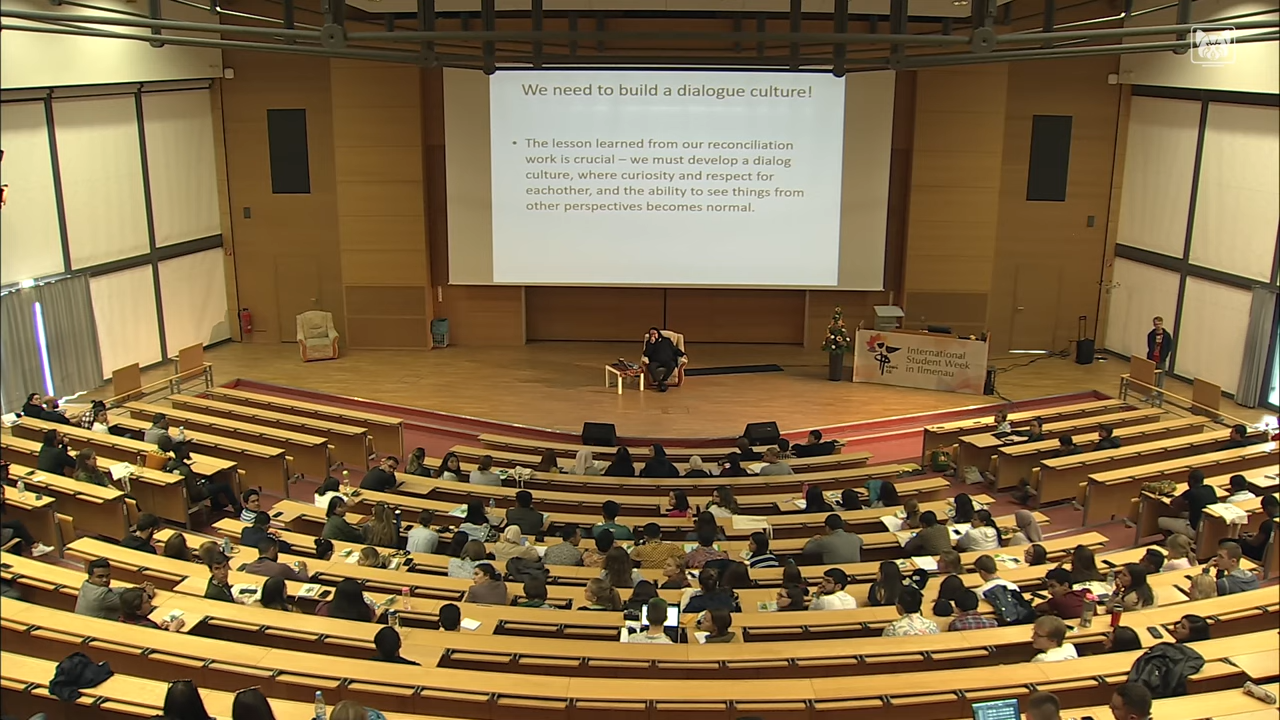 We need to build a dialogue culture!
• The lesson learned from our reconciliation
work is crucial – we must develop a dialog
culture, where curiosity and respect for
eachother, and the ability to see things from
other perspectives becomes normal.
International
Student Week
in Ilmenau